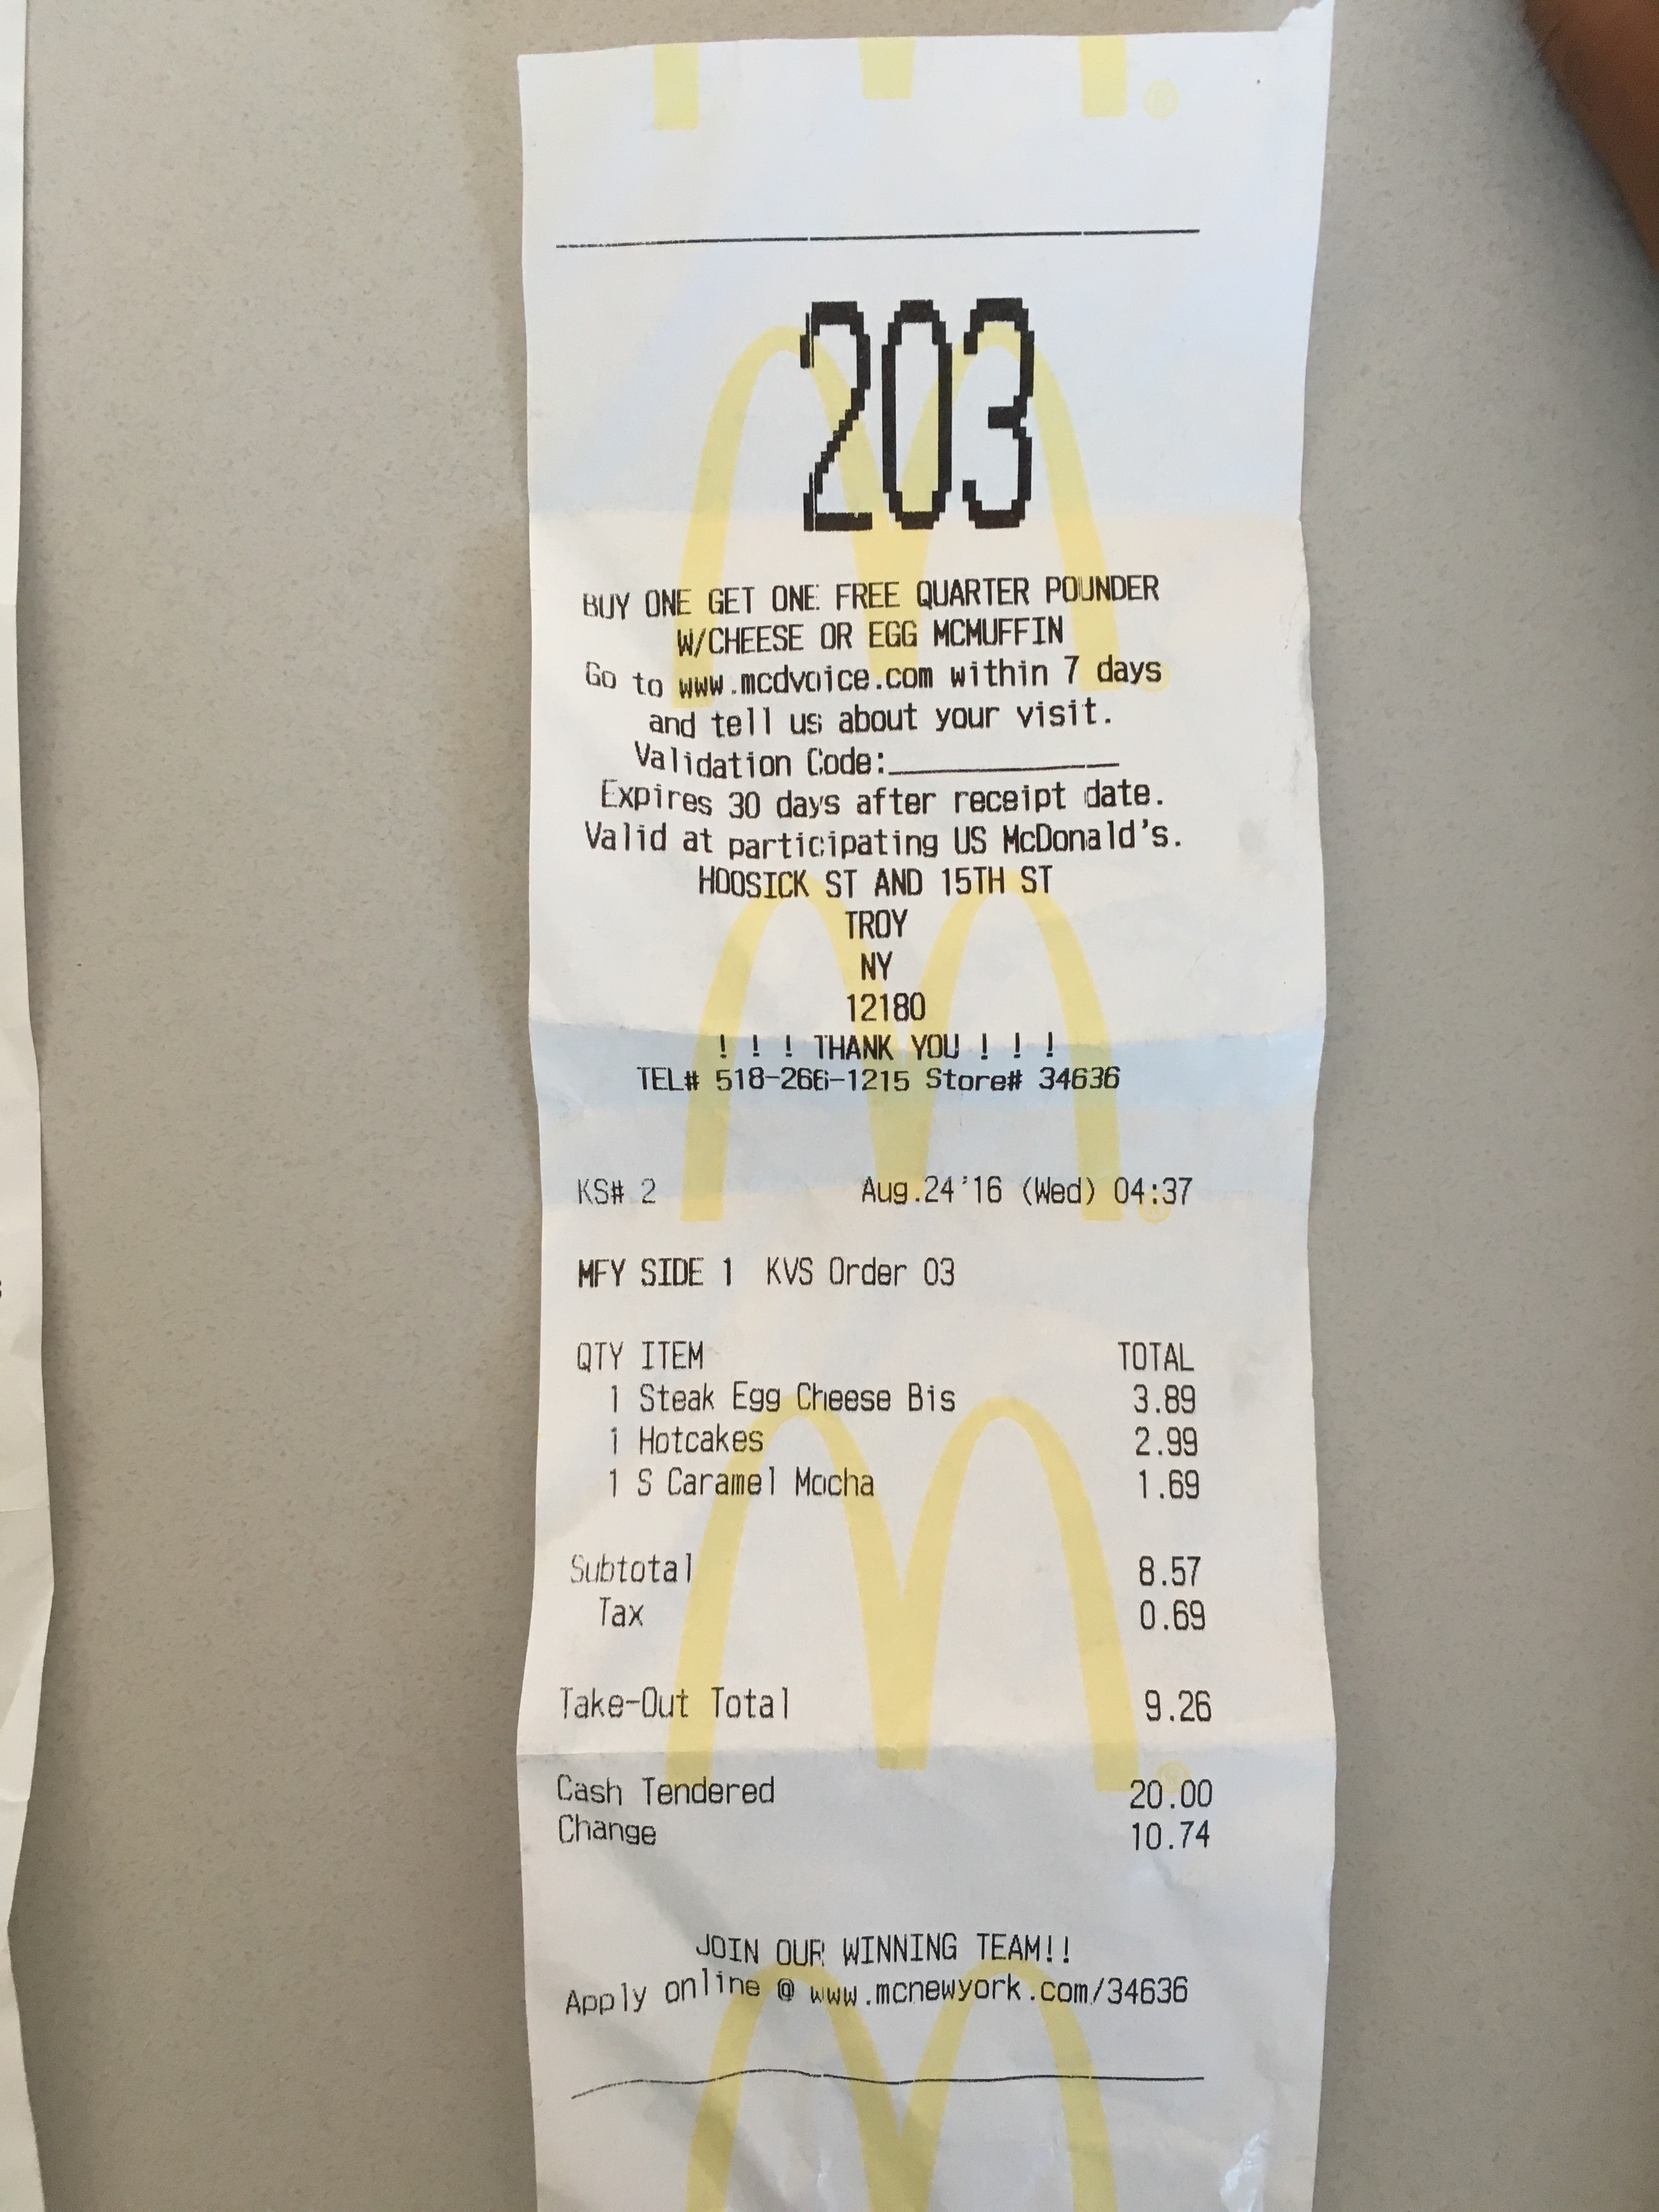 203
BUY ONE GET ONE FREE QUARTER POUNDER
W/CHEESE OR EGG MCMUFFIN
Go to www.mcdvoice.com within 7 days
and tell us about your visit.
Validation Code:____________
Expires 30 days after receipt date.
Valid at participating US McDonald's.
HOOSICK ST AND 15TH ST
TROY
NY
12180
! ! ! THANK YOU ! ! !
TEL# 518-266-1215 Store# 34636
KS# 2 Aug.24'16 (Wed) 04:37
MFY SIDE 1 KVS Order 03
QTY ITEM TOTAL
1 Steak Egg Cheese Bis 3.89
1 Hotcakes 2.99
1 S Caramel Mocha 1.69
Subtotal 8.57
Tax 0.69
Take-Out Total 9.26
Cash Tendered 20.00
Change 10.74
JOIN OUR WINNING TEAM!!
Apply online @ www.mcnewyork.com/34636